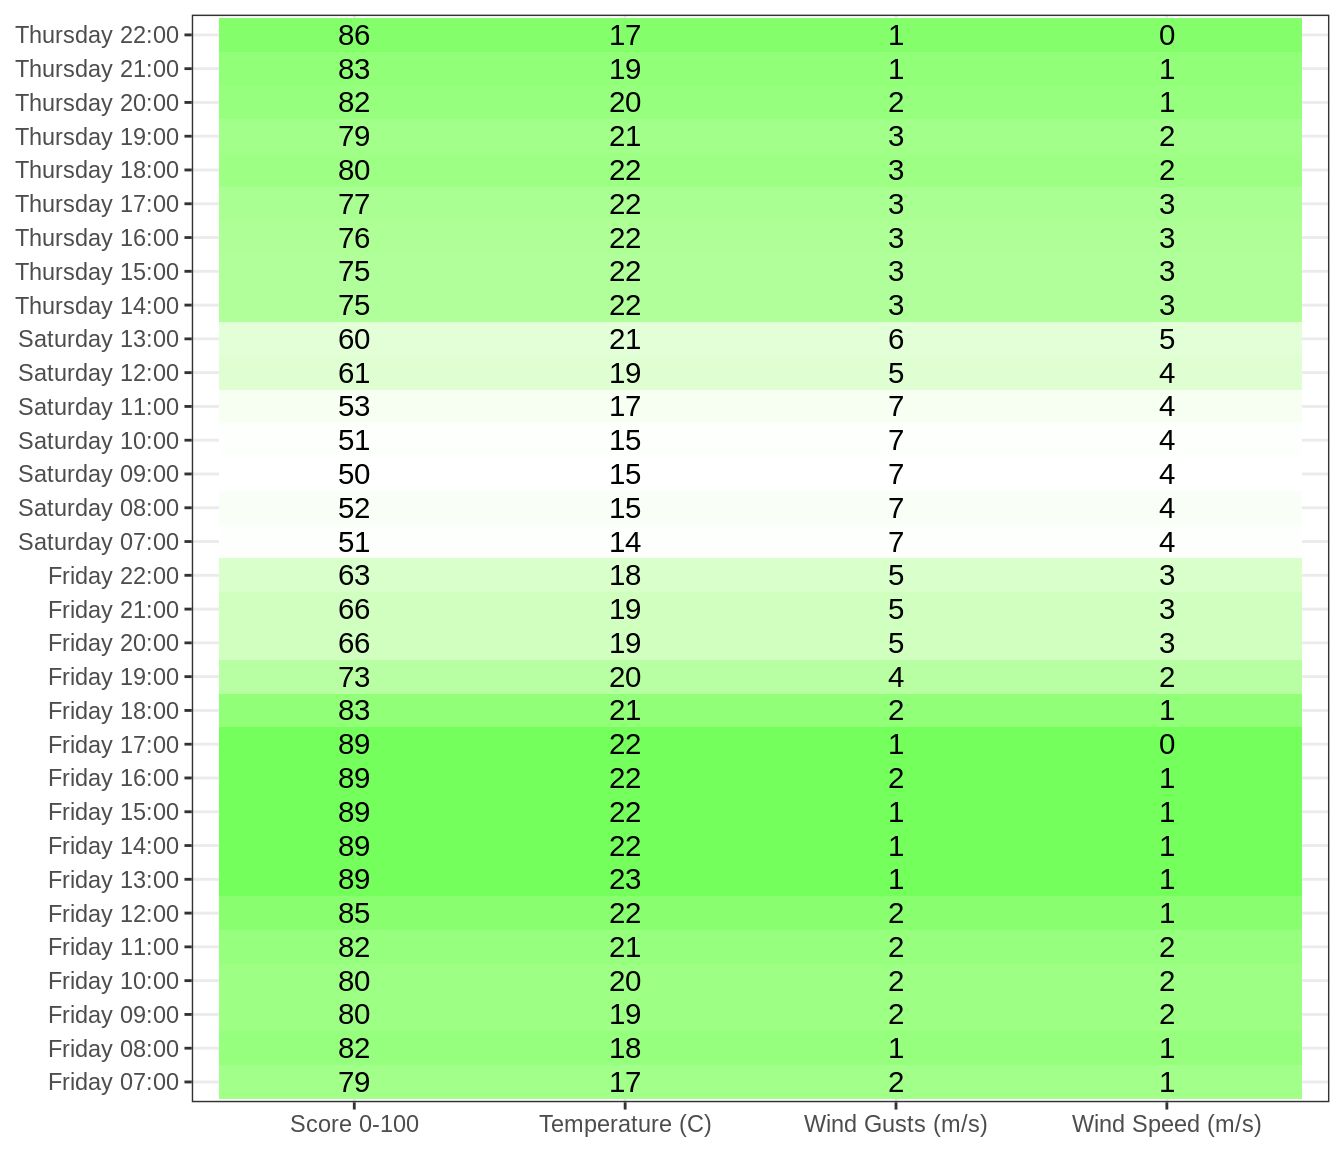 Thursday 22:00 86 17 1 0
Thursday 21:00 83 19 1 1
Thursday 20:00 82 20 2 1
Thursday 19:00 79 21 3 2
Thursday 18:00 80 22 3 2
Thursday 17:00 77 22 3 3
Thursday 16:00 76 22 3 3
Thursday 15:00 75 22 3 3
Thursday 14:00 75 22 3 3
Saturday 13:00 60 21 6 5
Saturday 12:00 61 19 5 4
Saturday 11:00 53 17 7 4
Saturday 10:00 51 15 7 4
Saturday 09:00 50 15 7 4
Saturday 08:00 52 15 7 4
Saturday 07:00 51 14 7 4
Friday 22:00 63 18 5 3
Friday 21:00 66 19 5 3
Friday 20:00 66 19 5 3
Friday 19:00 73 20 4 2
Friday 18:00 83 21 2 1
Friday 17:00 89 22 1 0
Friday 16:00 89 22 2 1
Friday 15:00 89 22 1 1
Friday 14:00 89 22 1 1
Friday 13:00 89 23 1 1
Friday 12:00 85 22 2 1
Friday 11:00 82 21 2 2
Friday 10:00 80 20 2 2
Friday 09:00 80 19 2 2
Friday 08:00 82 18 1 1
Friday 07:00 79 17 2 1
Score 0-100 Temperature (C) Wind Gusts (m/s) Wind Speed (m/s)